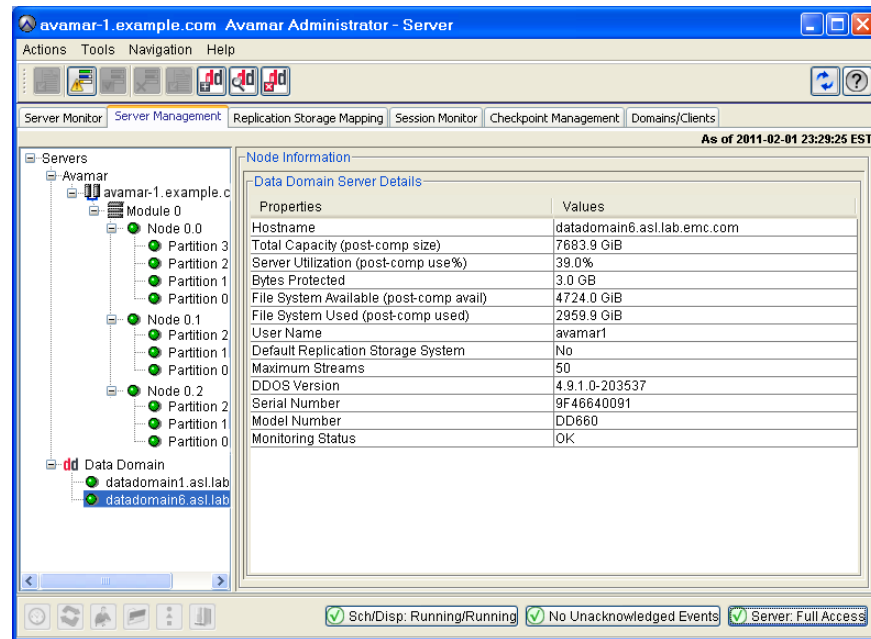 avamar-1.example.com Avamar Administrator - Server
Actions Tools Navigation Help
dd dd dd
Server Monitor Server Management Replication Storage Mapping Session Monitor Checkpoint Management Domains/Clients
As of 2011-02-01 23:29:25 EST
Servers
Avamar
avamar-1.example.c
Module 0
Node 0.0
Partition 3
Partition 2
Partition 1
Partition 0
Node 0.1
Partition 2
Partition 1
Partition 0
Node 0.2
Partition 2
Partition 1
Partition 0
dd Data Domain
datadomain1.asl.lab
datadomain6.asl.lab
Node Information
Data Domain Server Details
Properties Values
Hostname datadomain6.asl.lab.emc.com
Total Capacity (post-comp size) 7683.9 GiB
Server Utilization (post-comp use%) 39.0%
Bytes Protected 3.0 GB
File System Available (post-comp avail) 4724.0 GiB
File System Used (post-comp used) 2959.9 GiB
User Name avamar1
Default Replication Storage System No
Maximum Streams 50
DDOS Version 4.9.1.0-203537
Serial Number 9F46640091
Model Number DD660
Monitoring Status OK
Sch/Disp: Running/Running No Unacknowledged Events Server: Full Access